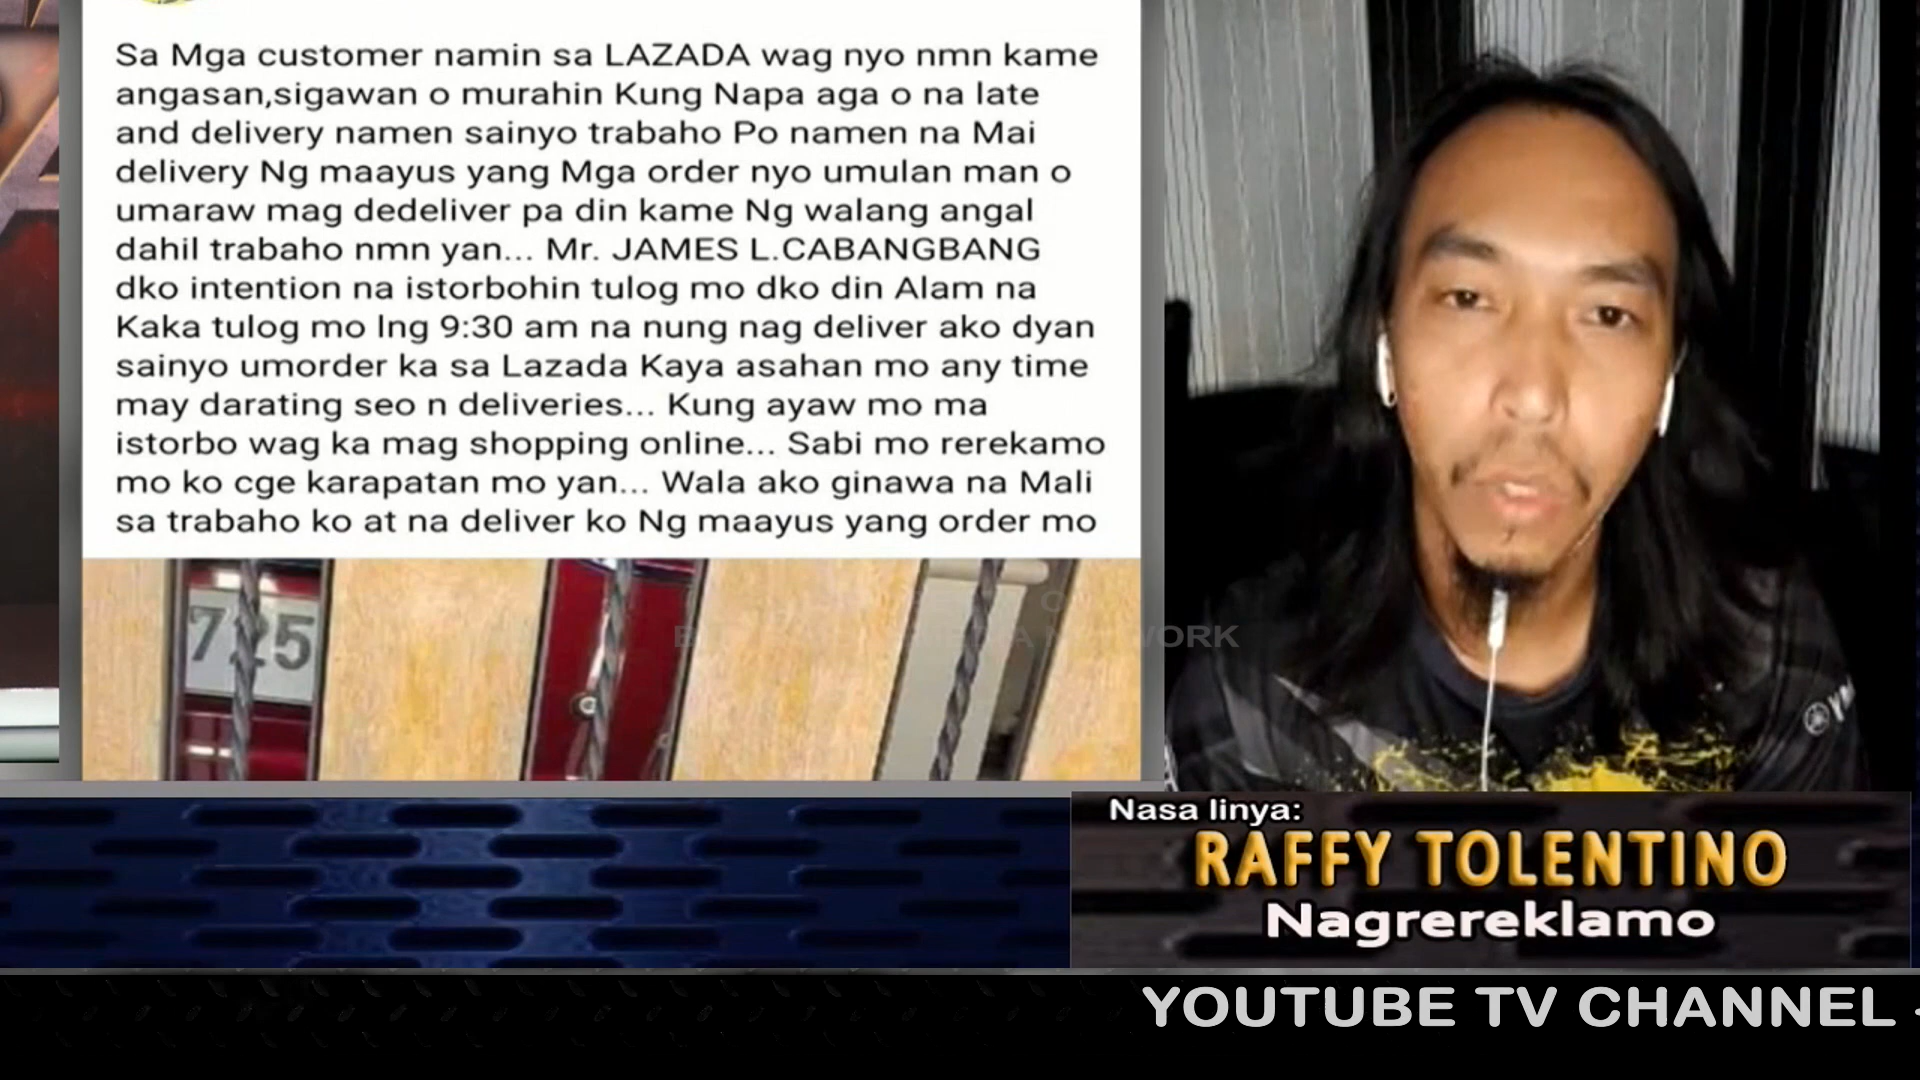 Sa Mga customer namin sa LAZADA wag nyo nmn kame
angasan,sigawan o murahin Kung Napa aga o na late
and delivery namen sainyo trabaho Po namen na Mai
delivery Ng maayus yang Mga order nyo umulan man o
umaraw mag dedeliver pa din kame Ng walang angal
dahil trabaho nmn yan... Mr. JAMES L.CABANGBANG
dko intention na istorbohin tulog mo dko din Alam na
Kaka tulog mo lng 9:30 am na nung nag deliver ako dyan
sainyo umorder ka sa Lazada Kaya asahan mo any time
may darating seo n deliveries... Kung ayaw mo ma
istorbo wag ka mag shopping online... Sabi mo rerekamo
mo ko cge karapatan mo yan... Wala ako ginawa na Mali
sa trabaho ko at na deliver ko Ng maayus yang order mo
725
Nasa linya:
RAFFY TOLENTINO
Nagrereklamo
YOUTUBE TV CHANNEL